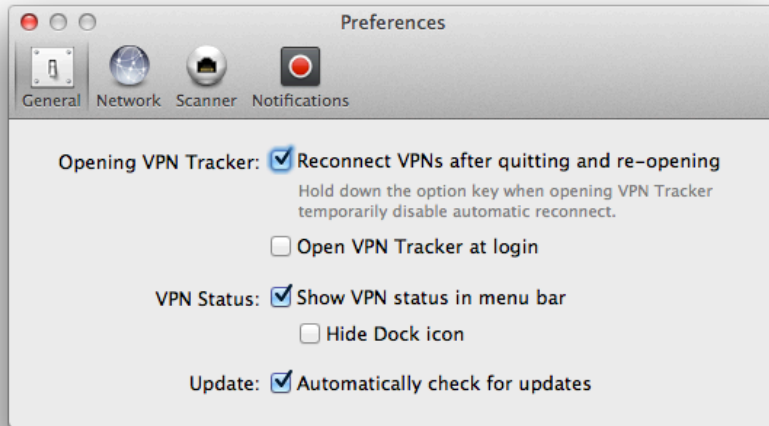 Preferences
General Network Scanner Notifications
Opening VPN Tracker: Reconnect VPNs after quitting and re-opening
Hold down the option key when opening VPN Tracker
temporarily disable automatic reconnect.
Open VPN Tracker at login
VPN Status: Show VPN status in menu bar
Hide Dock icon
Update: Automatically check for updates